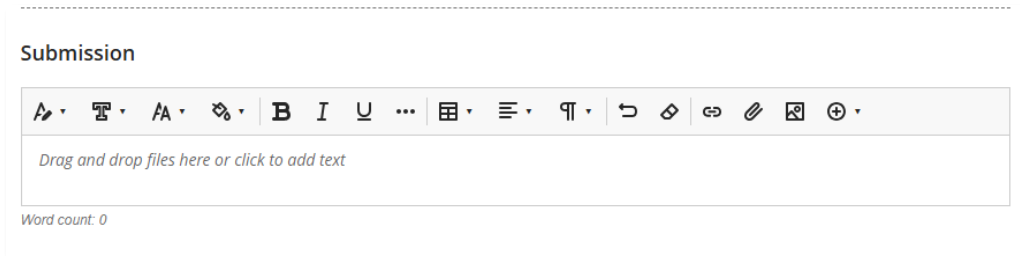 Submission
Drag and drop files here or click to add text
Word count: 0